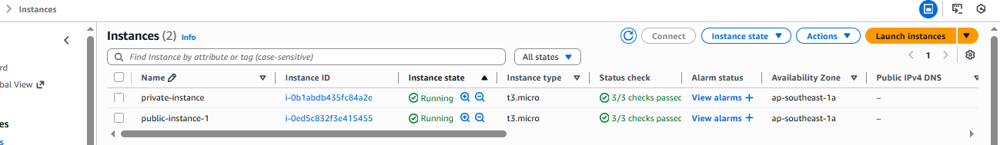 Instances
Instances (2) Info
Connect
Instance state
Actions
Launch instances
Find Instance by attribute or tag (case-sensitive)
All states
1
rd
bal View
es
s
Name
Instance ID
Instance state
Instance type
Status check
Alarm status
Availability Zone
Public IPv4 DNS
private-instance
i-0b1abdb435fc84a2e
Running
t3.micro
3/3 checks passec
View alarms +
ap-southeast-1a
–
public-instance-1
i-0ed5c832f3e415455
Running
t3.micro
3/3 checks passec
View alarms +
ap-southeast-1a
–